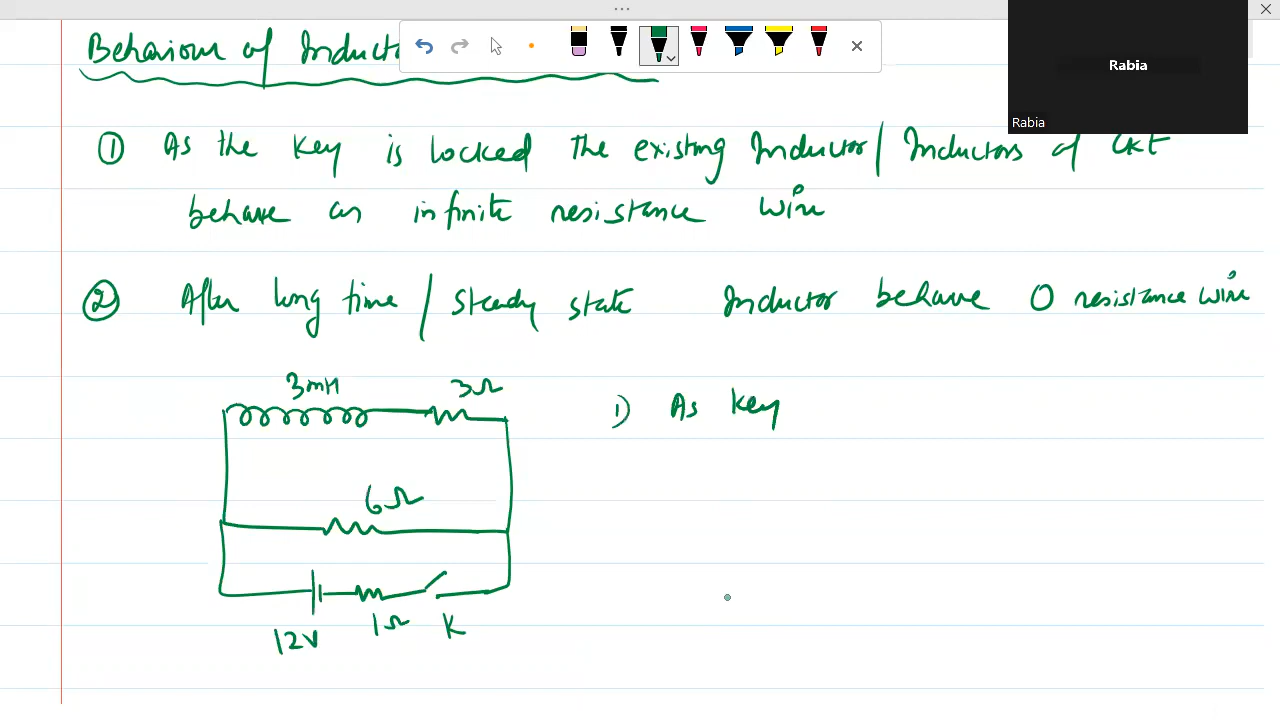 Behaviour of Induct
Rabia
Rabia
① As the key is locked the existing Inductor/ Inductors of CKT
behave as infinite resistance wire
② After long time / steady state Inductor behave 0 resistance wire
3mH 3Ω
1) As key
6Ω
12V 1Ω K